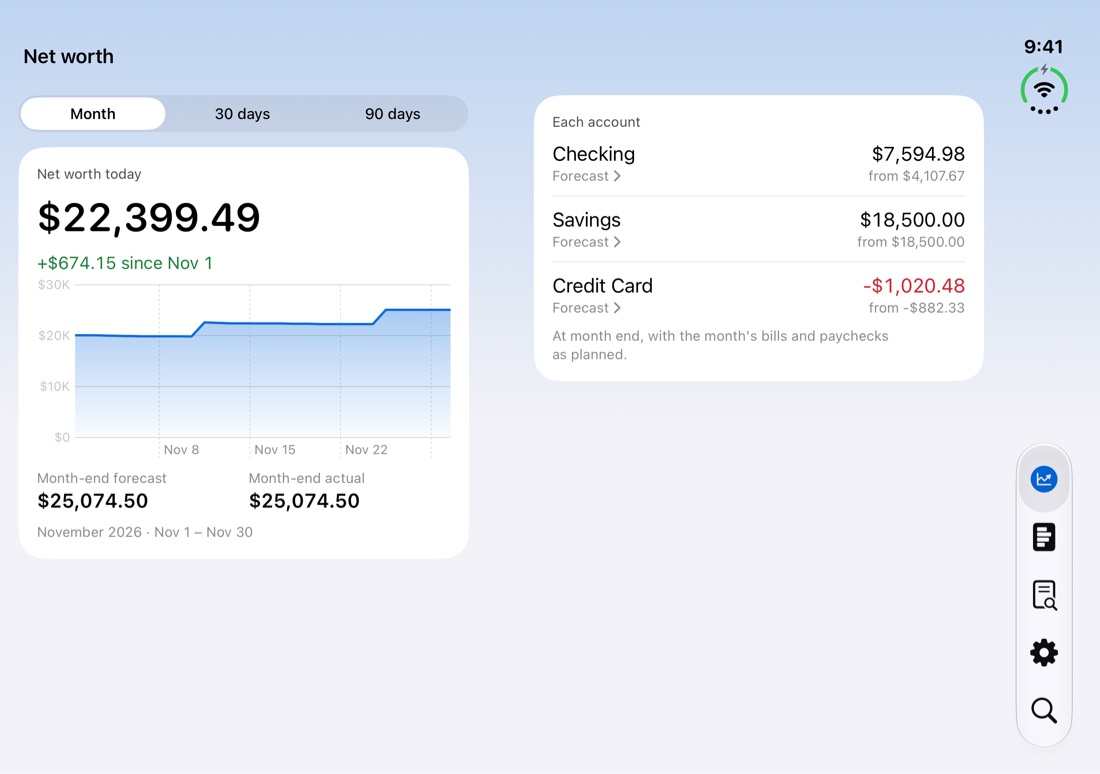 Net worth
9:41
Month
30 days
90 days
Net worth today
$22,399.49
+$674.15 since Nov 1
$30K
$20K
$10K
$0
Nov 8
Nov 15
Nov 22
Month-end forecast
$25,074.50
Month-end actual
$25,074.50
November 2026 · Nov 1 – Nov 30
Each account
Checking
$7,594.98
Forecast >
from $4,107.67
Savings
$18,500.00
Forecast >
from $18,500.00
Credit Card
-$1,020.48
Forecast >
from -$882.33
At month end, with the month's bills and paychecks
as planned.